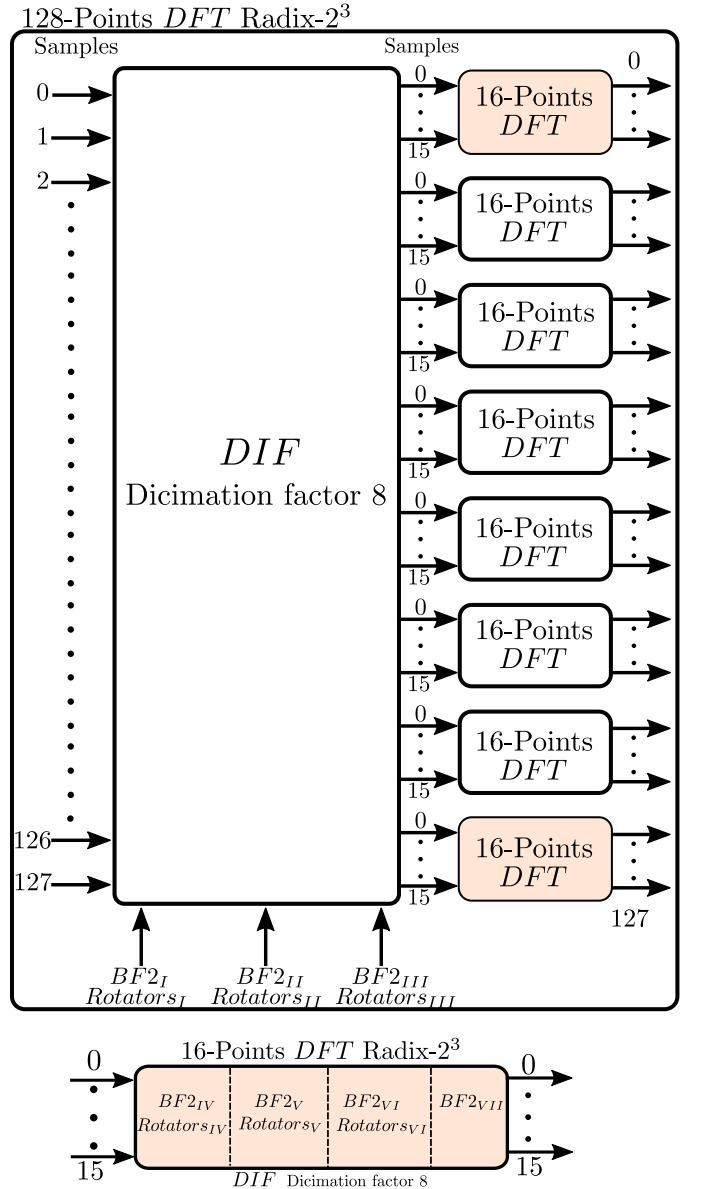 128-Points DFT Radix-2³
Samples
Samples
0
1
2
126
127
DIF
Dicimation factor 8
0
15
16-Points
DFT
0
0
15
16-Points
DFT
0
15
16-Points
DFT
0
15
16-Points
DFT
0
15
16-Points
DFT
0
15
16-Points
DFT
0
15
16-Points
DFT
0
15
16-Points
DFT
127
BF2_I
Rotators_I
BF2_II
Rotators_II
BF2_III
Rotators_III
16-Points DFT Radix-2³
0
15
BF2_IV
Rotators_IV
BF2_V
Rotators_V
BF2_VI
Rotators_VI
BF2_VII
0
15
DIF Dicimation factor 8